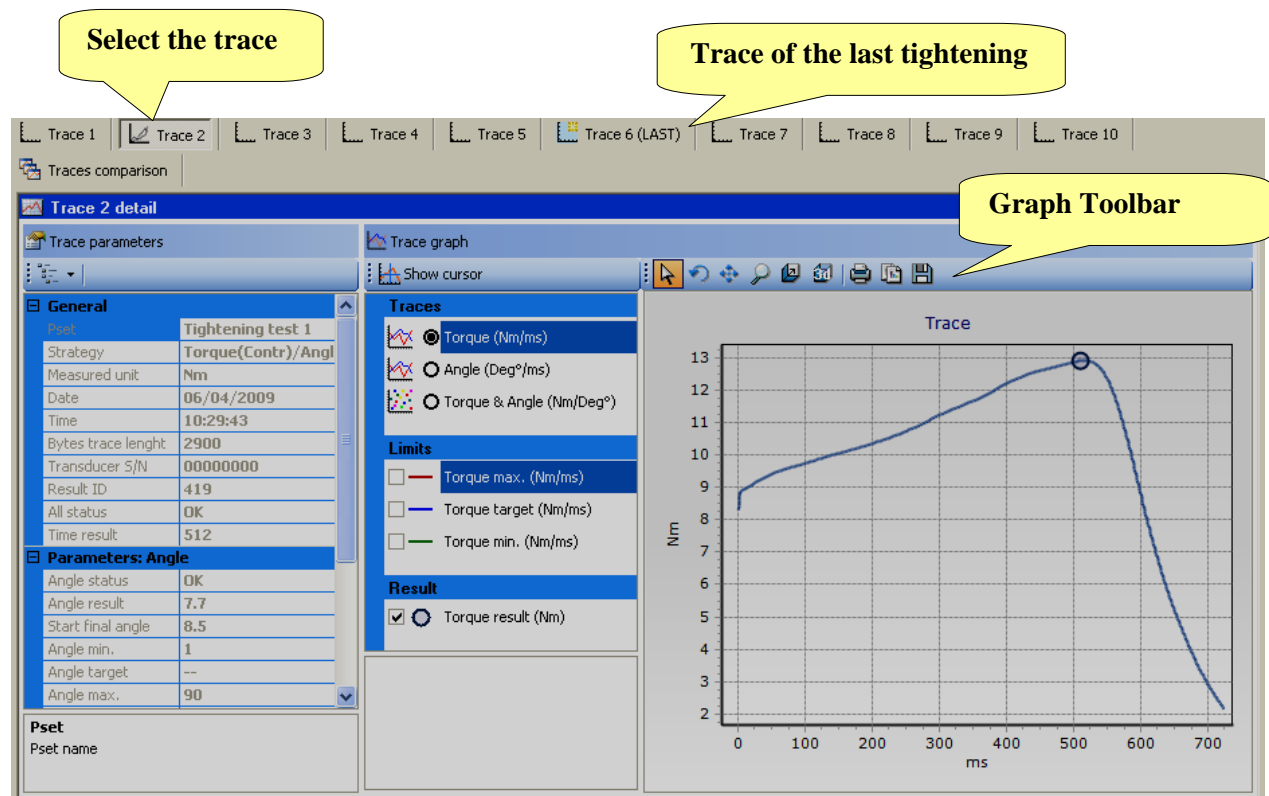 Select the trace
Trace of the last tightening
Trace 1
Trace 2
Trace 3
Trace 4
Trace 5
Trace 6 (LAST)
Trace 7
Trace 8
Trace 9
Trace 10
Traces comparison
Graph Toolbar
Trace 2 detail
Trace parameters
General
Pset Tightening test 1
Strategy Torque(Contr)/Angl
Measured unit Nm
Date 06/04/2009
Time 10:29:43
Bytes trace lenght 2900
Transducer S/N 00000000
Result ID 419
All status OK
Time result 512
Parameters: Angle
Angle status OK
Angle result 7.7
Start final angle 8.5
Angle min. 1
Angle target --
Angle max. 90
Pset
Pset name
Trace graph
Show cursor
3d
Traces
Torque (Nm/ms)
Angle (Deg°/ms)
Torque & Angle (Nm/Deg°)
Limits
Torque max. (Nm/ms)
Torque target (Nm/ms)
Torque min. (Nm/ms)
Result
Torque result (Nm)
Trace
Nm
13
12
11
10
9
8
7
6
5
4
3
2
0 100 200 300 400 500 600 700
ms